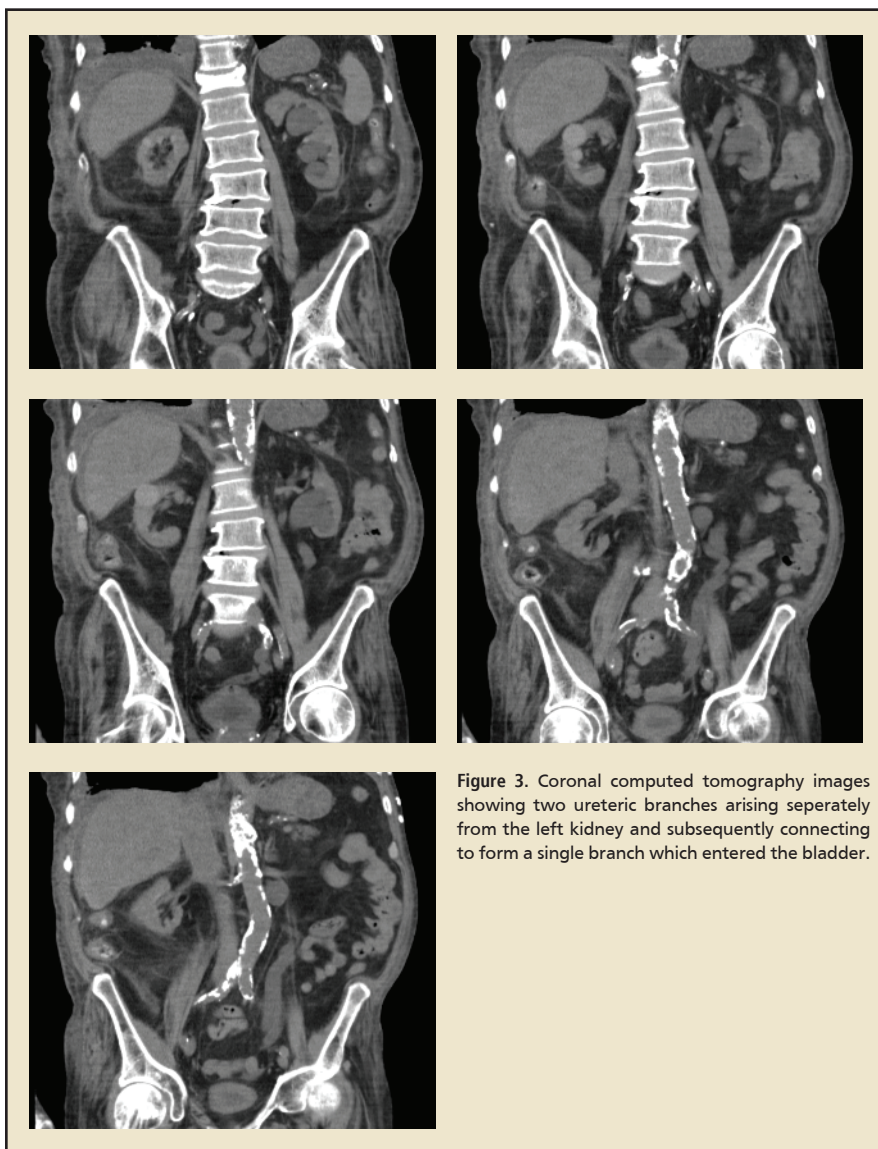 Figure 3. Coronal computed tomography images
showing two ureteric branches arising seperately
from the left kidney and subsequently connecting
to form a single branch which entered the bladder.